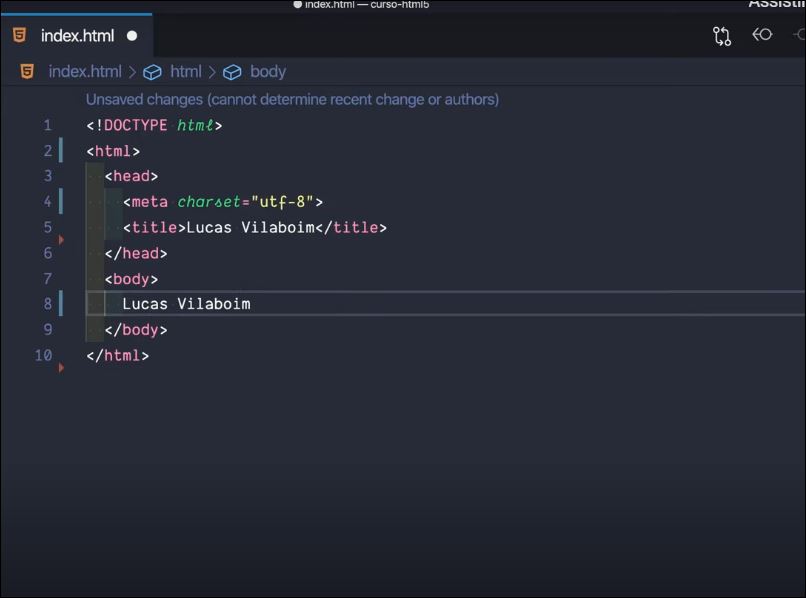 index.html — curso-html5
index.html
index.html > html > body
Unsaved changes (cannot determine recent change or authors)
1 <!DOCTYPE html>
2 <html>
3 <head>
4 <meta charset="utf-8">
5 <title>Lucas Vilaboim</title>
6 </head>
7 <body>
8 Lucas Vilaboim
9 </body>
10 </html>